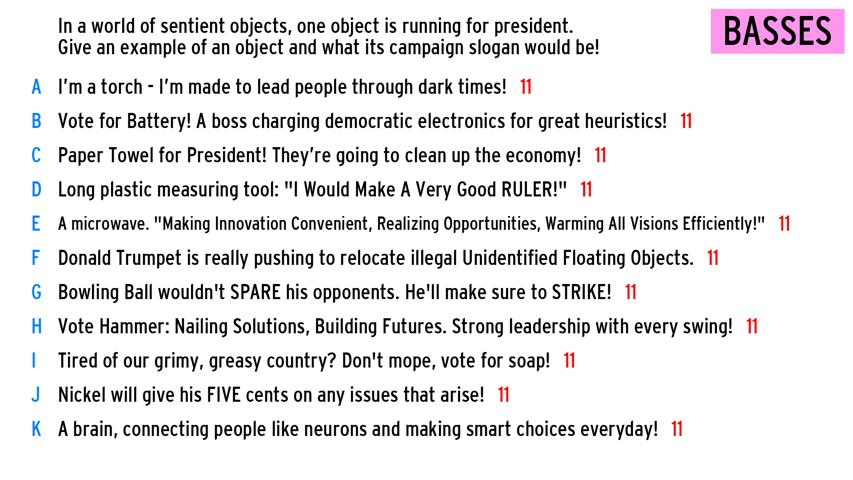 In a world of sentient objects, one object is running for president.
Give an example of an object and what its campaign slogan would be!
BASSES
A I'm a torch - I'm made to lead people through dark times! 11
B Vote for Battery! A boss charging democratic electronics for great heuristics! 11
C Paper Towel for President! They're going to clean up the economy! 11
D Long plastic measuring tool: "I Would Make A Very Good RULER!" 11
E A microwave. "Making Innovation Convenient, Realizing Opportunities, Warming All Visions Efficiently!" 11
F Donald Trumpet is really pushing to relocate illegal Unidentified Floating Objects. 11
G Bowling Ball wouldn't SPARE his opponents. He'll make sure to STRIKE! 11
H Vote Hammer: Nailing Solutions, Building Futures. Strong leadership with every swing! 11
I Tired of our grimy, greasy country? Don't mope, vote for soap! 11
J Nickel will give his FIVE cents on any issues that arise! 11
K A brain, connecting people like neurons and making smart choices everyday! 11